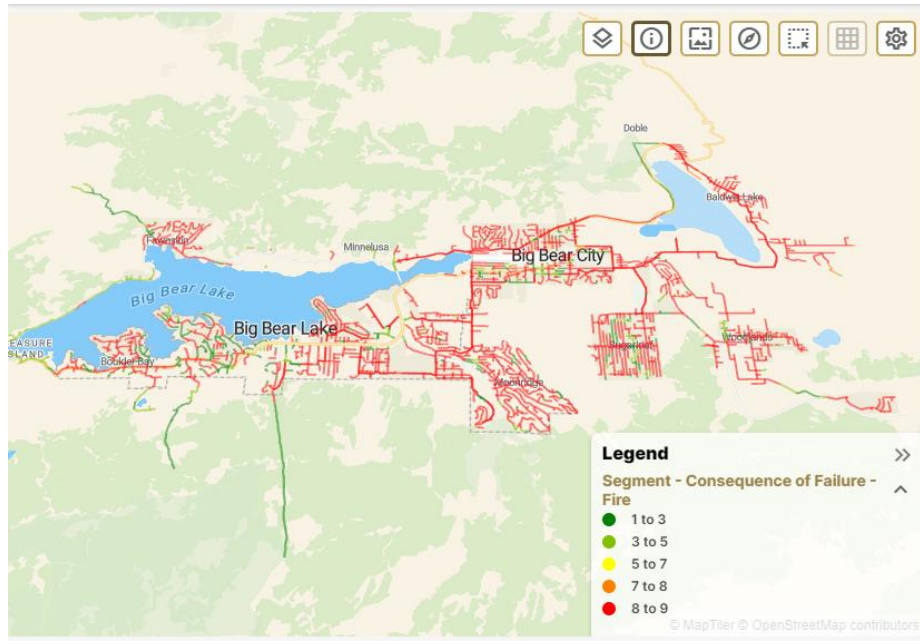 Doble
Baldwin Lake
Fawnskin
Minnelusa
Big Bear City
Big Bear Lake
Big Bear Lake
EASURE
SLAND
Boulder Bay
Sugarloaf
Woodlands
Moonridge
Legend
Segment - Consequence of Failure -
Fire
1 to 3
3 to 5
5 to 7
7 to 8
8 to 9
© MapTiler © OpenStreetMap contributors